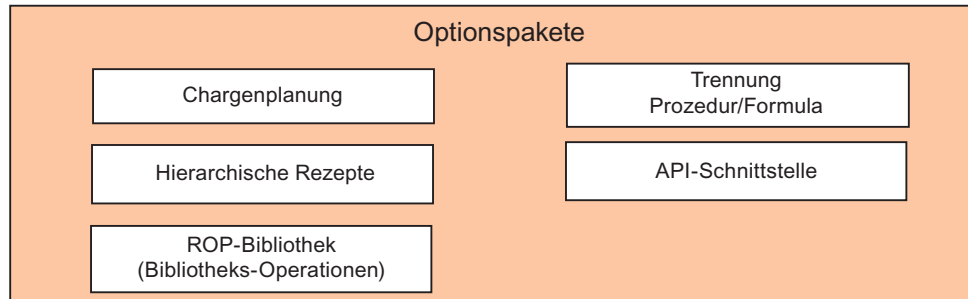 Optionspakete
Chargenplanung
Trennung
Prozedur/Formula
Hierarchische Rezepte
API-Schnittstelle
ROP-Bibliothek
(Bibliotheks-Operationen)